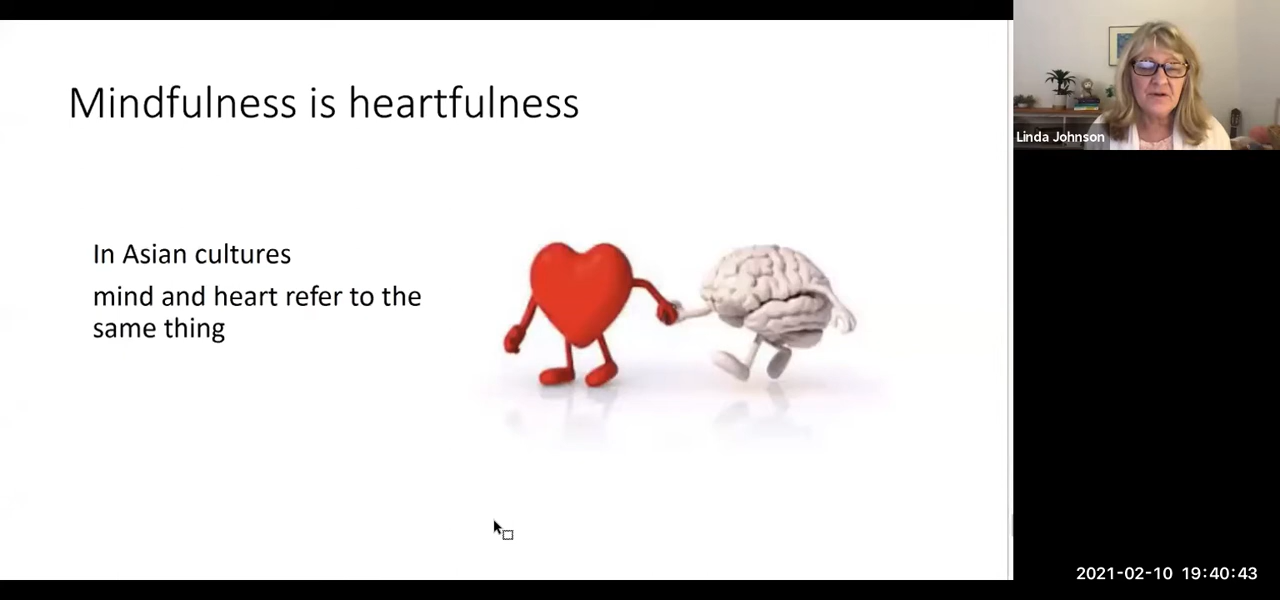 Mindfulness is heartfulness
In Asian cultures
mind and heart refer to the
same thing
Linda Johnson
2021-02-10 19:40:43